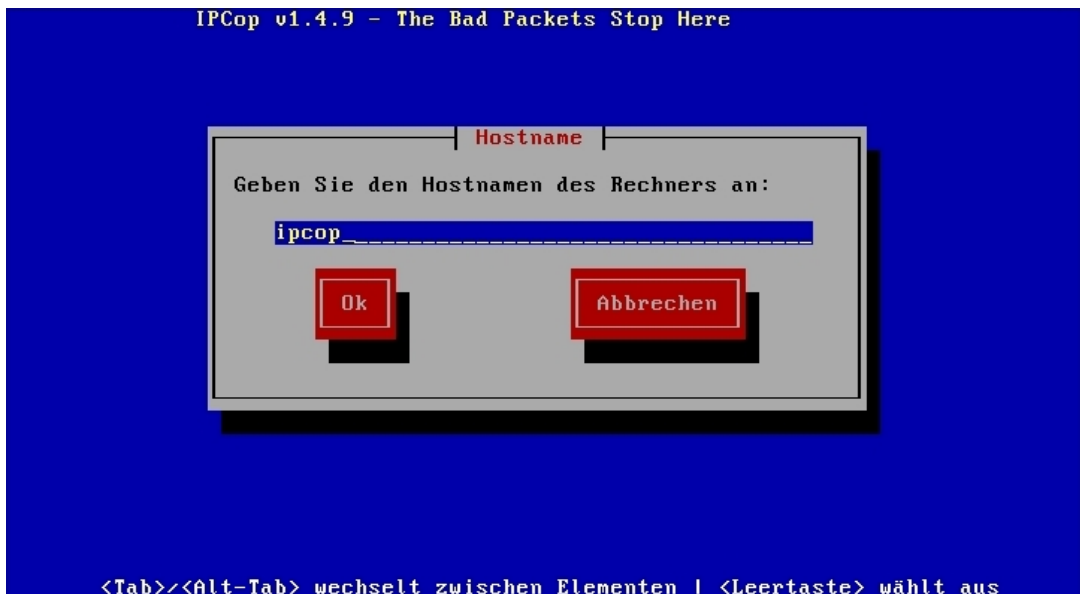 IPCop v1.4.9 - The Bad Packets Stop Here
Hostname
Geben Sie den Hostnamen des Rechners an:
ipcop
Ok Abbrechen
<Tab>/<Alt-Tab> wechselt zwischen Elementen | <Leertaste> wählt aus